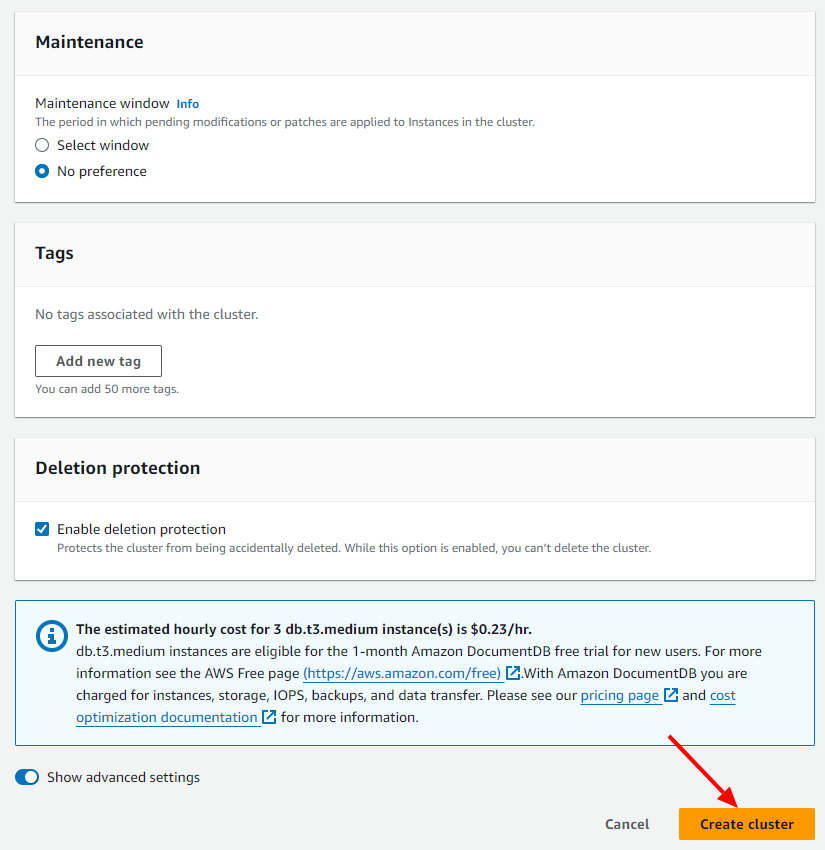 Maintenance
Maintenance window Info
The period in which pending modifications or patches are applied to Instances in the cluster.
Select window
No preference
Tags
No tags associated with the cluster.
Add new tag
You can add 50 more tags.
Deletion protection
Enable deletion protection
Protects the cluster from being accidentally deleted. While this option is enabled, you can't delete the cluster.
The estimated hourly cost for 3 db.t3.medium instance(s) is $0.23/hr.
db.t3.medium instances are eligible for the 1-month Amazon DocumentDB free trial for new users. For more
information see the AWS Free page (https://aws.amazon.com/free) .With Amazon DocumentDB you are
charged for instances, storage, IOPS, backups, and data transfer. Please see our pricing page and cost
optimization documentation for more information.
Show advanced settings
Cancel Create cluster